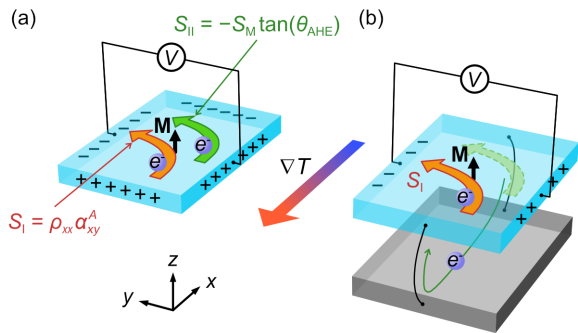 (a)
S_II = −S_M tan(θ_AHE)
V
M
e⁻
e⁻
S_I = ρ_xx α^A_xy
∇T
z
y
x
(b)
V
M
S_I
e⁻
e⁻